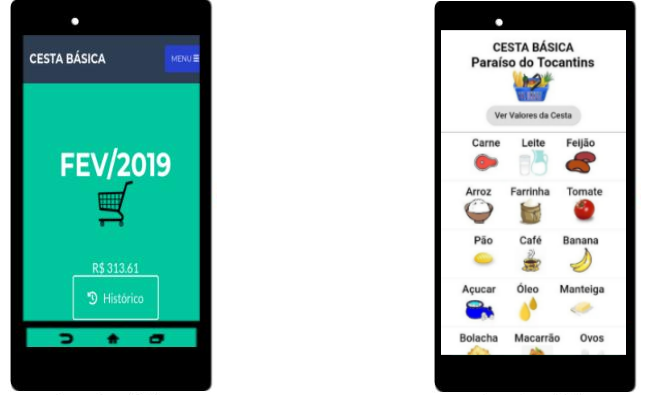 CESTA BÁSICA
MENU
FEV/2019
R$ 313.61
Histórico
CESTA BÁSICA
Paraíso do Tocantins
Ver Valores da Cesta
Carne Leite Feijão
Arroz Farrinha Tomate
Pão Café Banana
Açucar Óleo Manteiga
Bolacha Macarrão Ovos